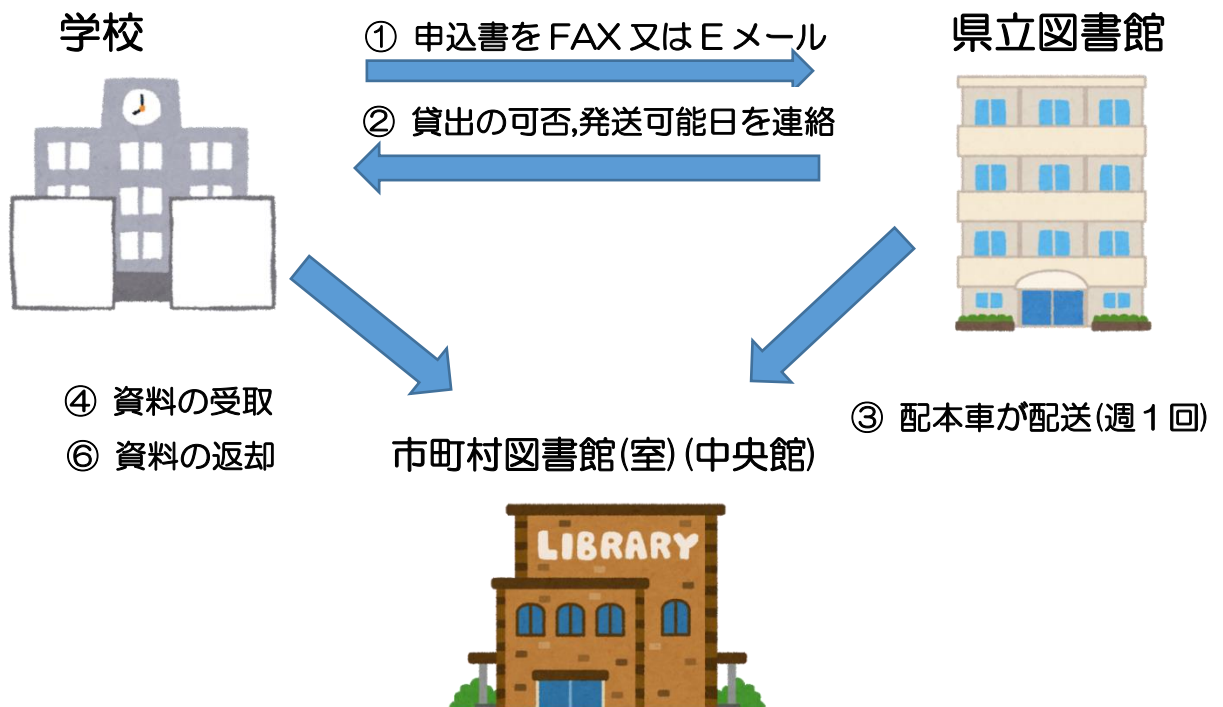 学校
県立図書館
① 申込書をFAX又はEメール
② 貸出の可否,発送可能日を連絡
④ 資料の受取
⑥ 資料の返却
③ 配本車が配送(週1回)
市町村図書館(室)(中央館)
LIBRARY